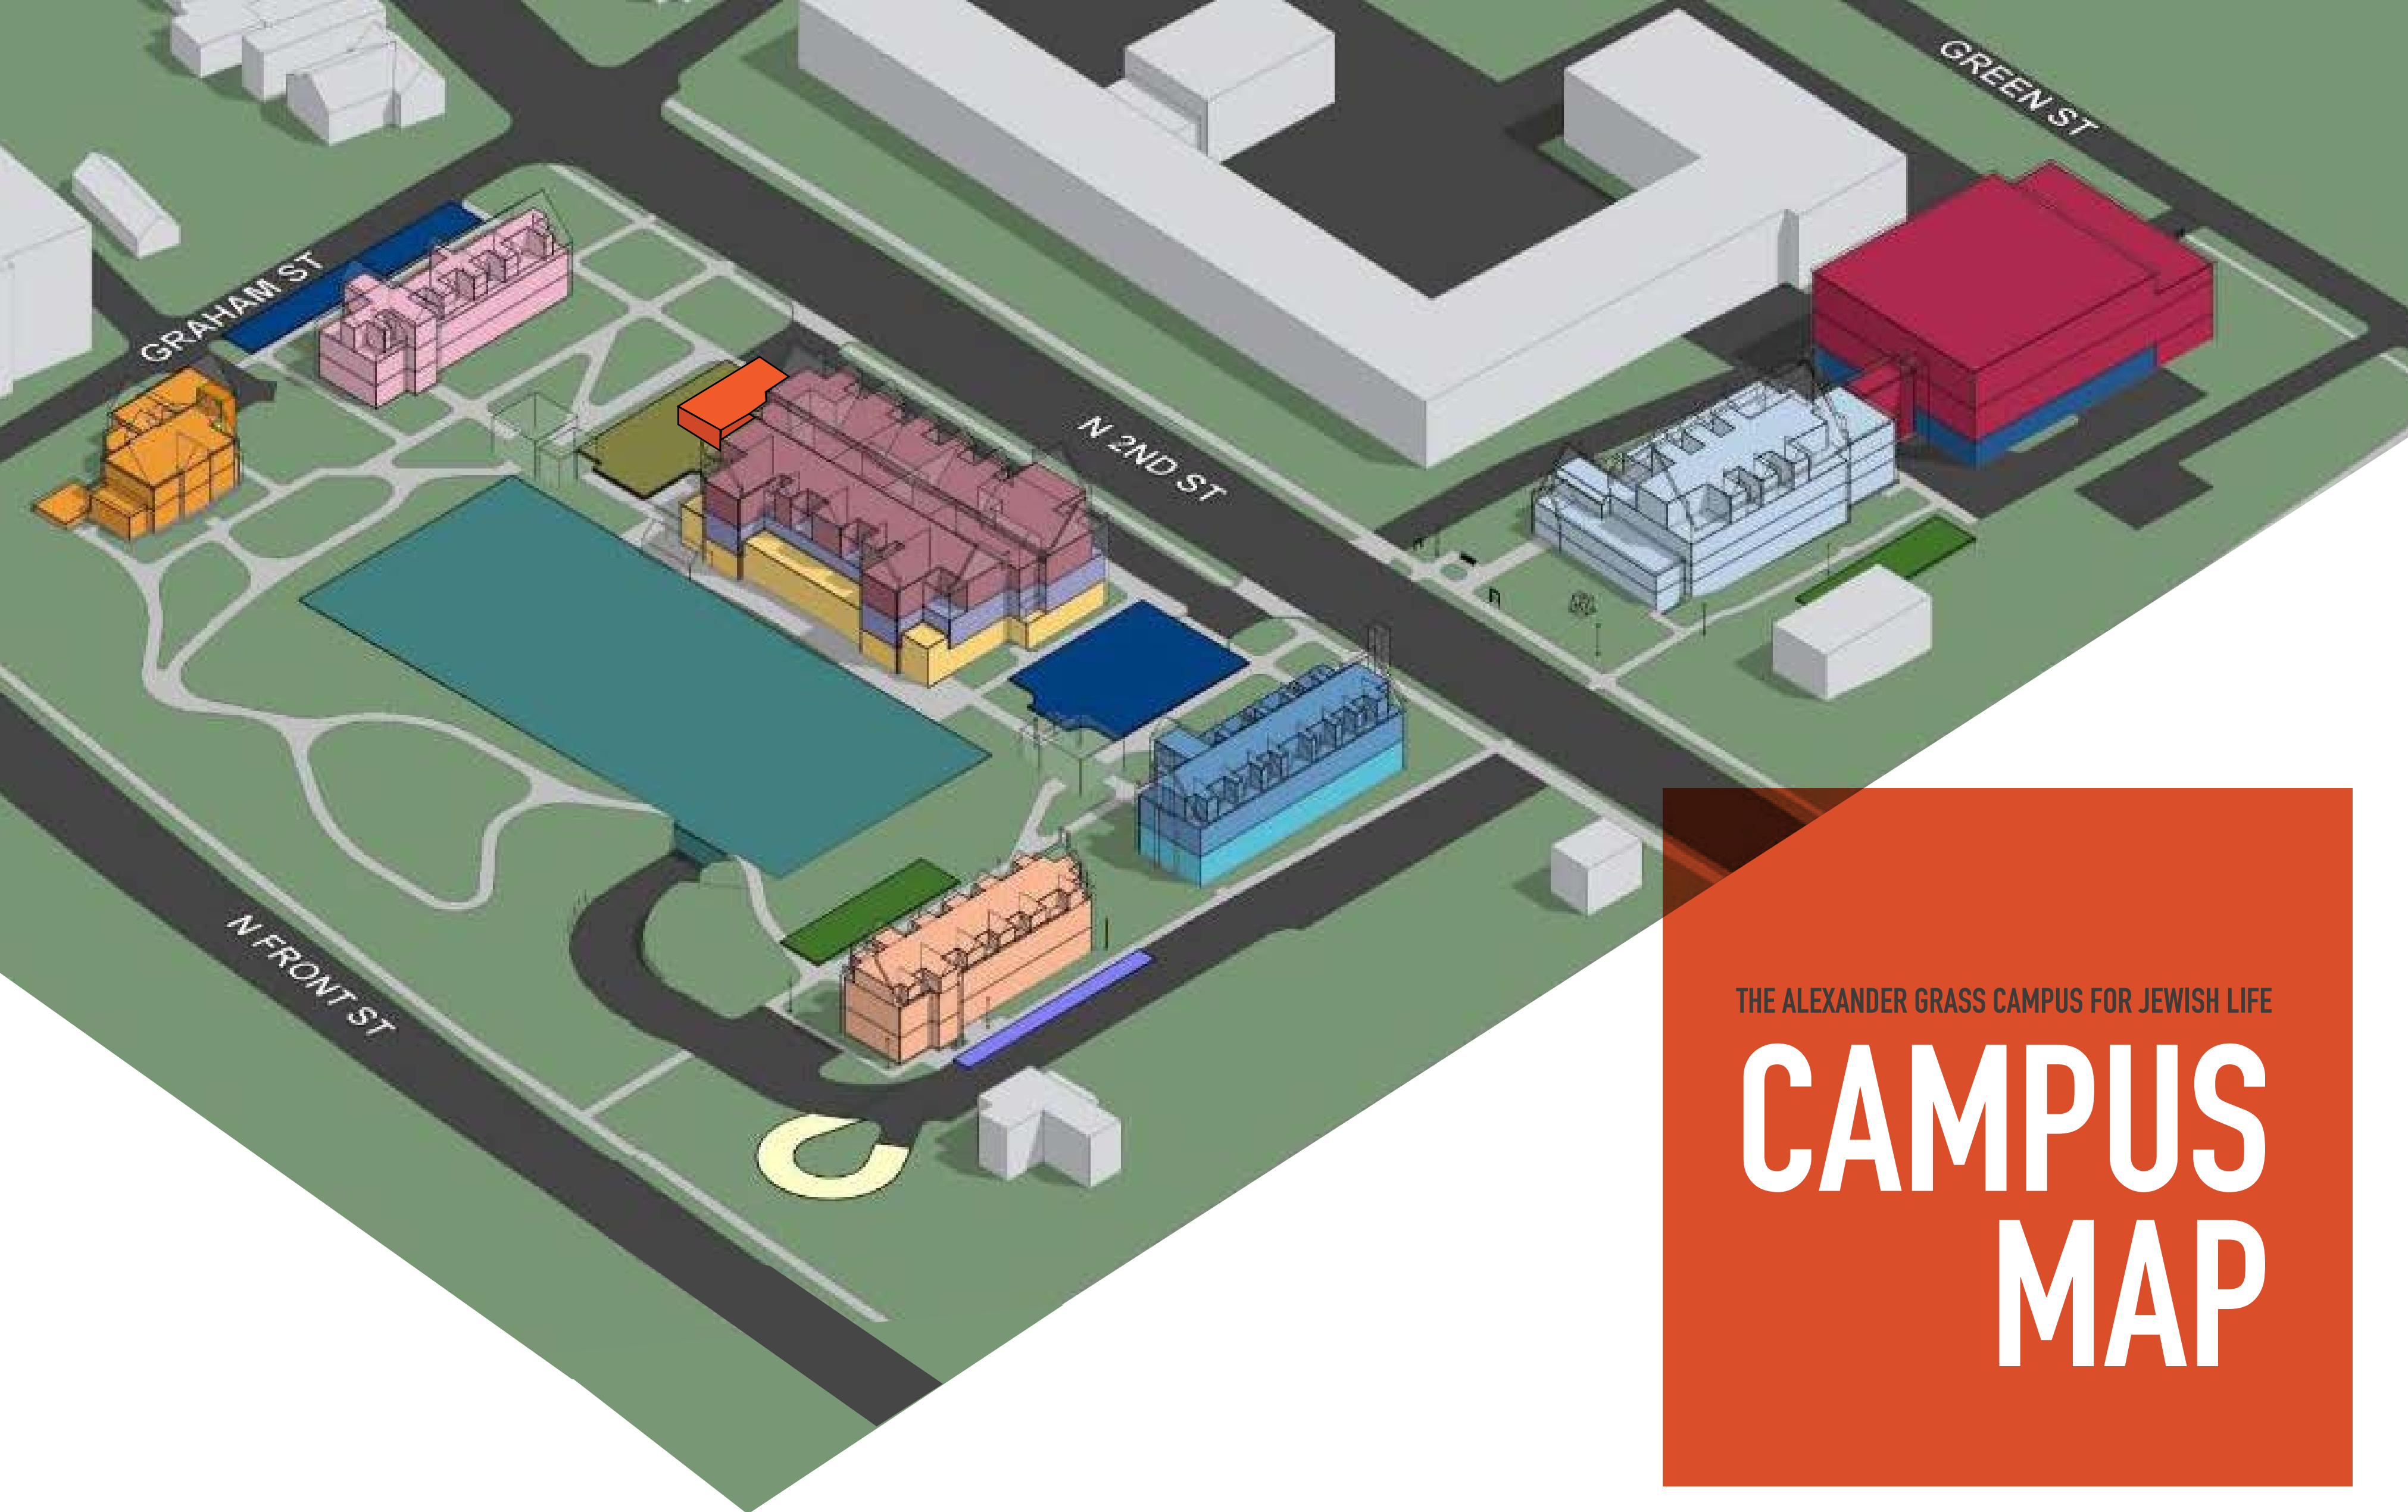 GREEN ST
GRAHAM ST
N 2ND ST
N FRONT ST
THE ALEXANDER GRASS CAMPUS FOR JEWISH LIFE
CAMPUS
MAP